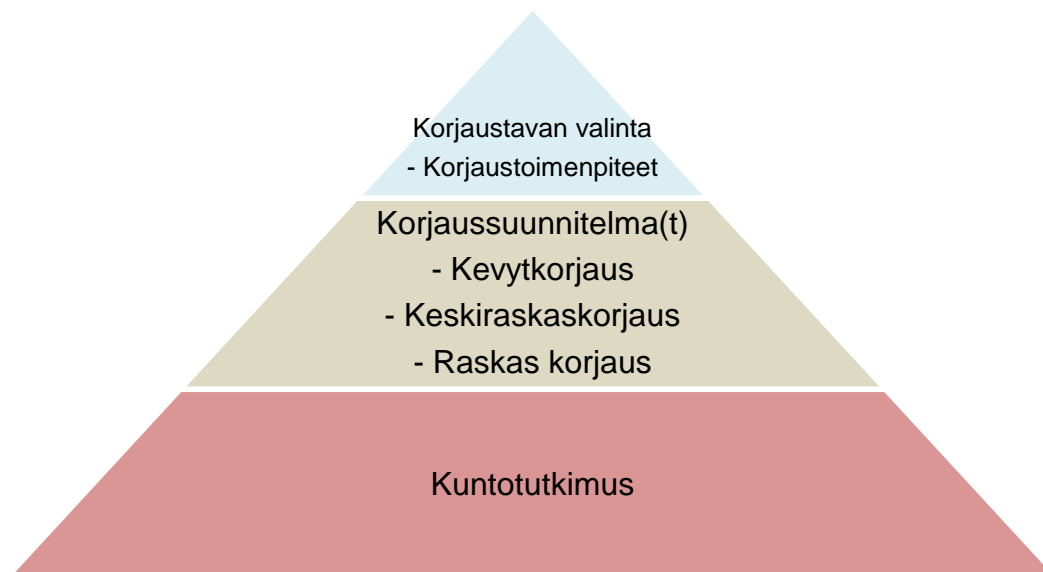 Korjaustavan valinta
- Korjaustoimenpiteet
Korjaussuunnitelma(t)
- Kevytkorjaus
- Keskiraskaskorjaus
- Raskas korjaus
Kuntotutkimus